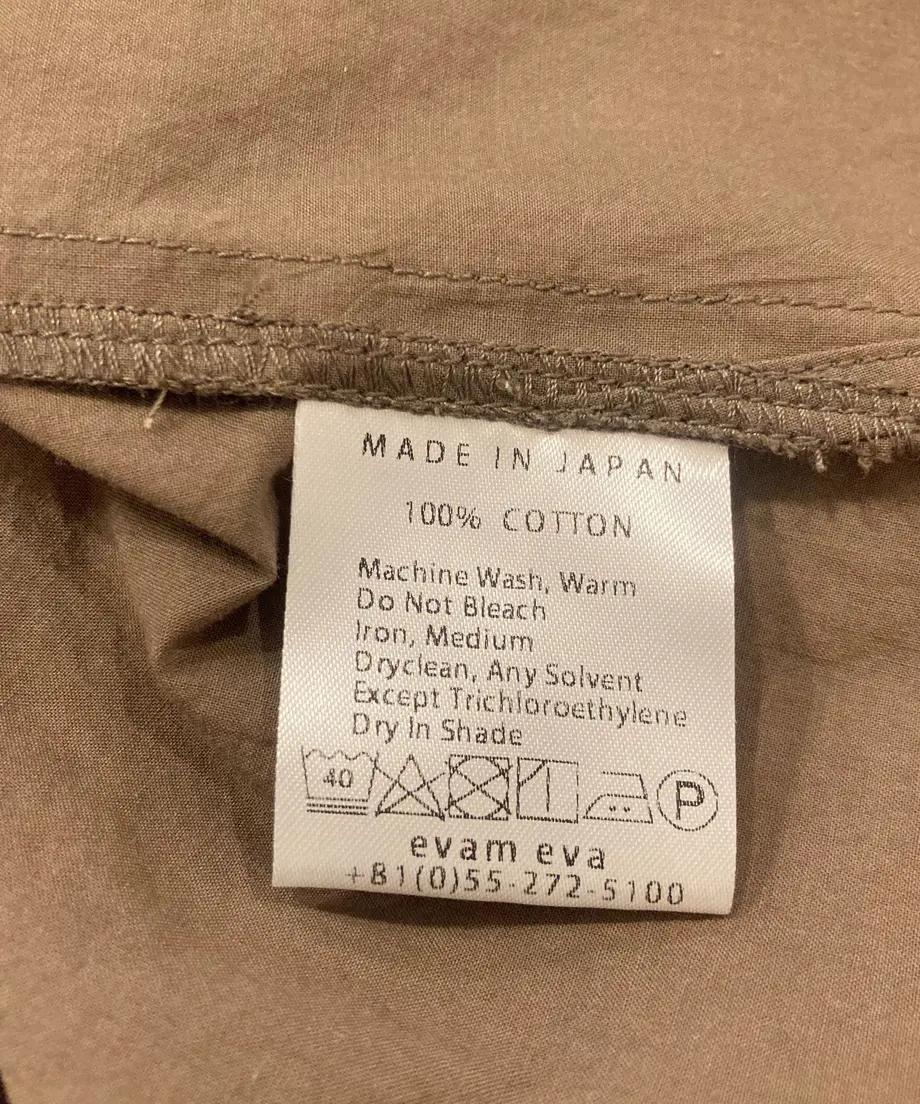 MADE IN JAPAN
100% COTTON
Machine Wash, Warm
Do Not Bleach
Iron, Medium
Dryclean, Any Solvent
Except Trichloroethylene
Dry In Shade
40 P
evam eva
+81(0)55-272-5100